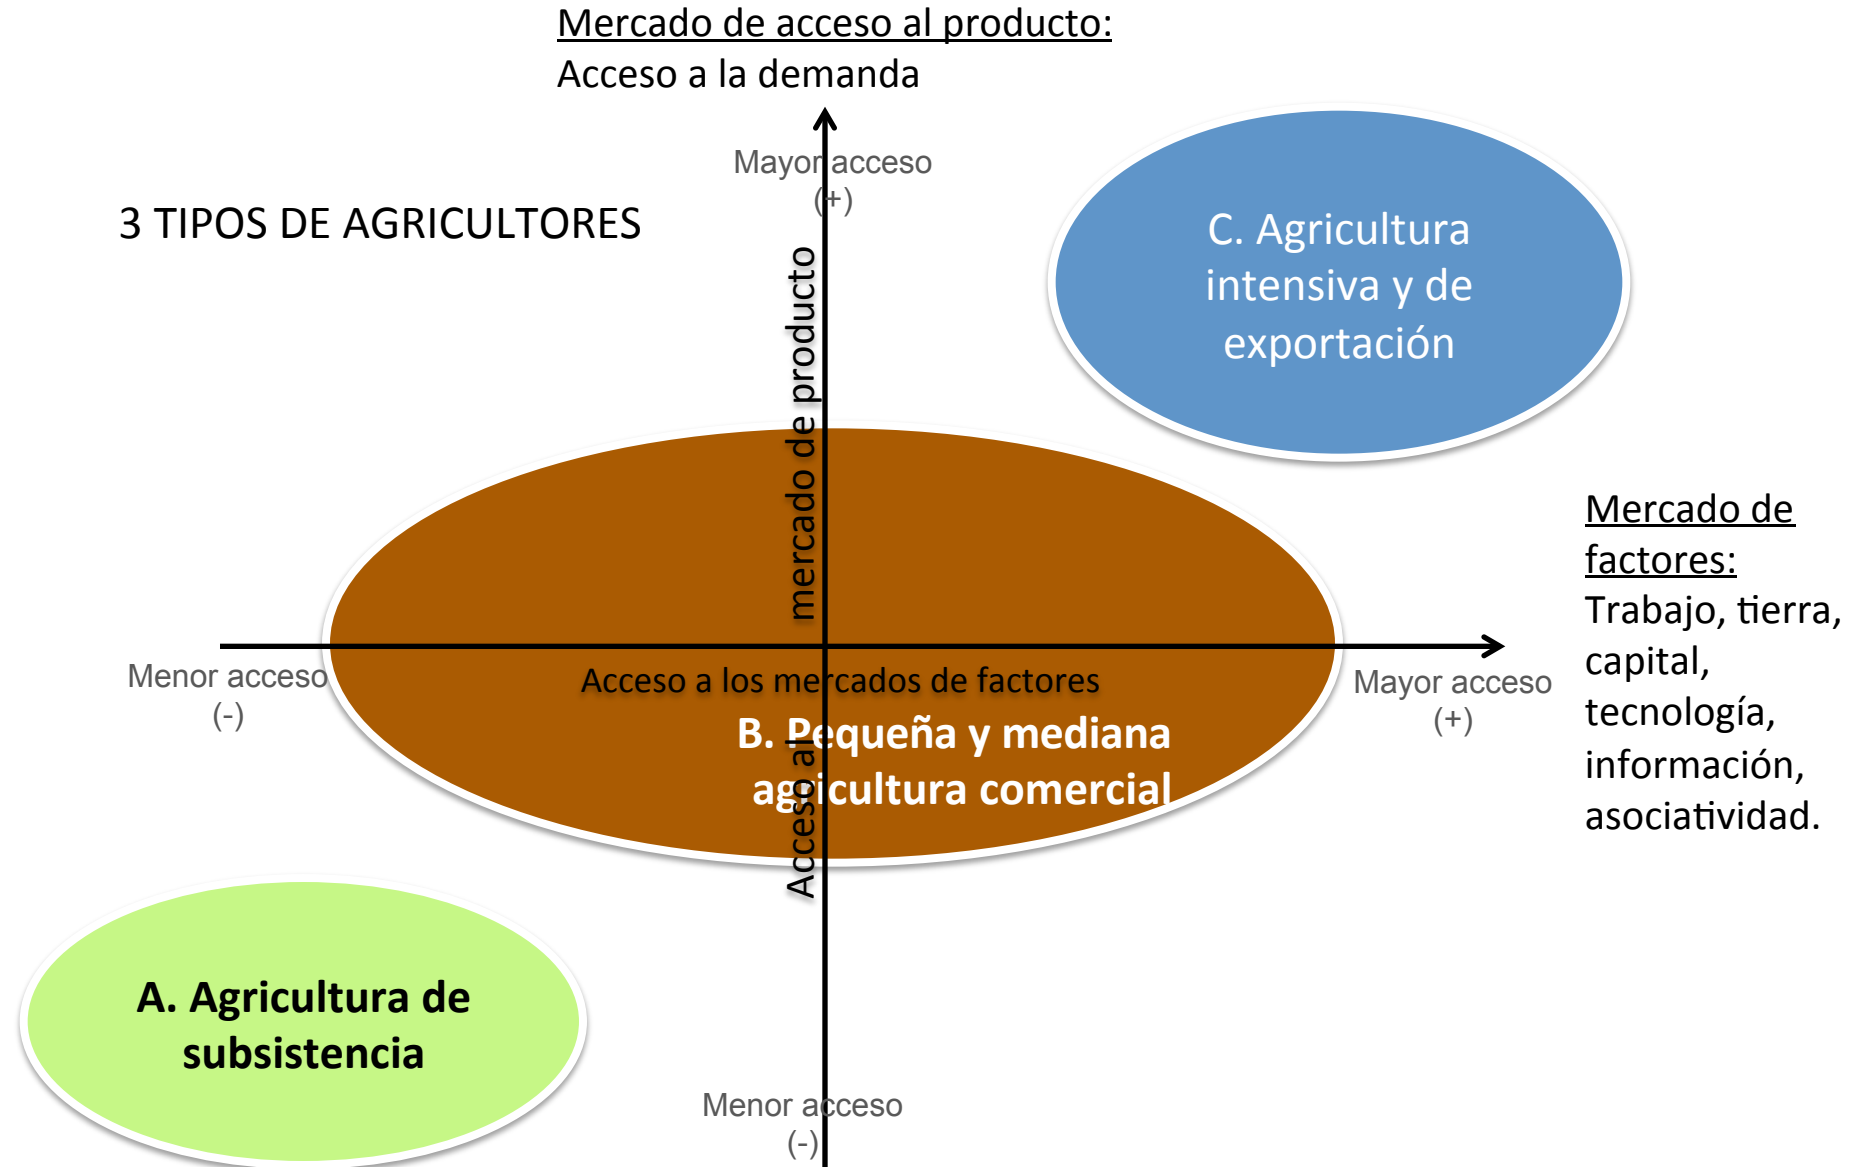 Mercado de acceso al producto:
Acceso a la demanda
Mayor acceso
(+)
3 TIPOS DE AGRICULTORES
C. Agricultura
intensiva y de
exportación
Acceso al mercado de producto
Mercado de
factores:
Trabajo, tierra,
capital,
tecnología,
información,
asociatividad.
Menor acceso
(-)
Acceso a los mercados de factores
Mayor acceso
(+)
B. Pequeña y mediana
agricultura comercial
A. Agricultura de
subsistencia
Menor acceso
(-)